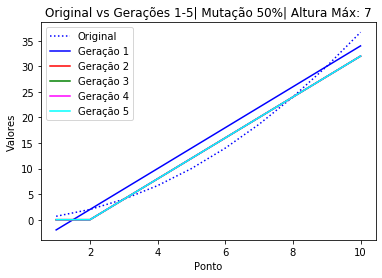 Original vs Gerações 1-5| Mutação 50%| Altura Máx: 7
Valores
35
30
25
20
15
10
5
0
Original
Geração 1
Geração 2
Geração 3
Geração 4
Geração 5
2
4
6
8
10
Ponto